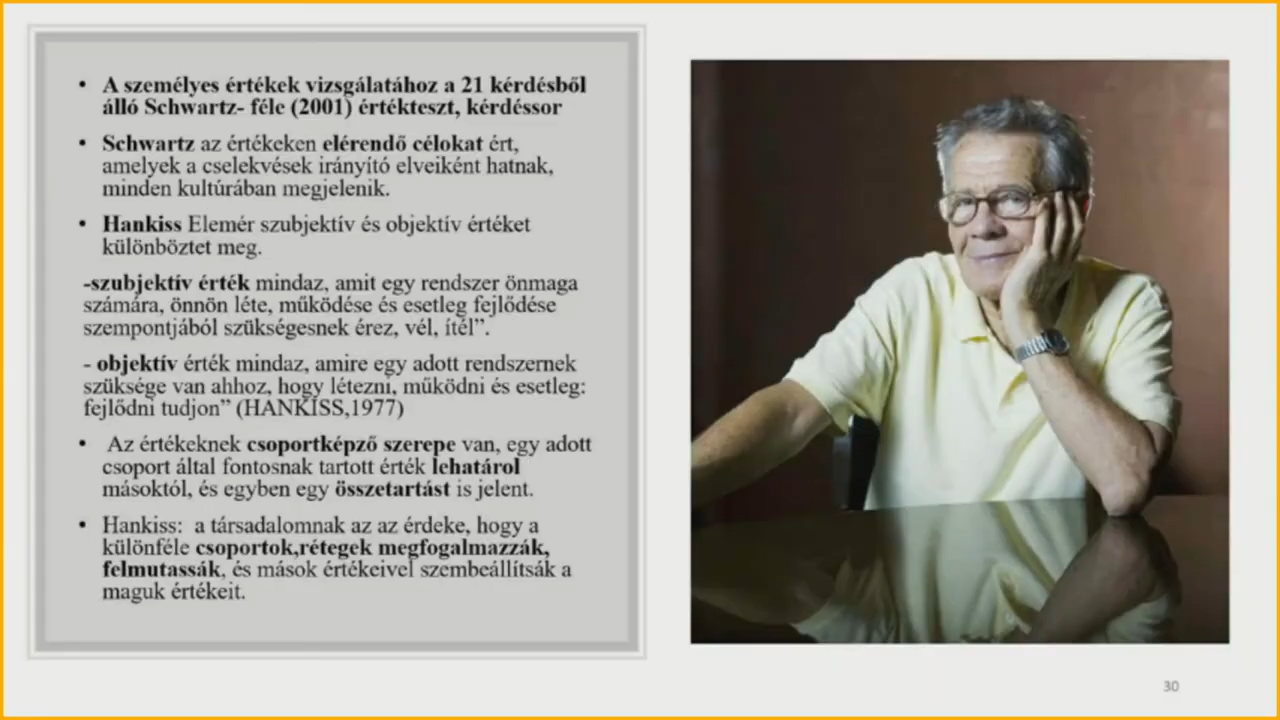 • A személyes értékek vizsgálatához a 21 kérdésből
álló Schwartz- féle (2001) értékteszt, kérdéssor
• Schwartz az értékeken elérendő célokat ért,
amelyek a cselekvések irányító elveiként hatnak,
minden kultúrában megjelenik.
• Hankiss Elemér szubjektív és objektív értéket
különböztet meg.
-szubjektív érték mindaz, amit egy rendszer önmaga
számára, önnön léte, működése és esetleg fejlődése
szempontjából szükségesnek érez, vél, ítél”.
- objektív érték mindaz, amire egy adott rendszernek
szüksége van ahhoz, hogy létezni, működni és esetleg:
fejlődni tudjon” (HANKISS,1977)
• Az értékeknek csoportképző szerepe van, egy adott
csoport által fontosnak tartott érték lehatárol
másoktól, és egyben egy összetartást is jelent.
• Hankiss: a társadalomnak az az érdeke, hogy a
különféle csoportok,rétegek megfogalmazzák,
felmutassák, és mások értékeivel szembeállítsák a
maguk értékeit.
30